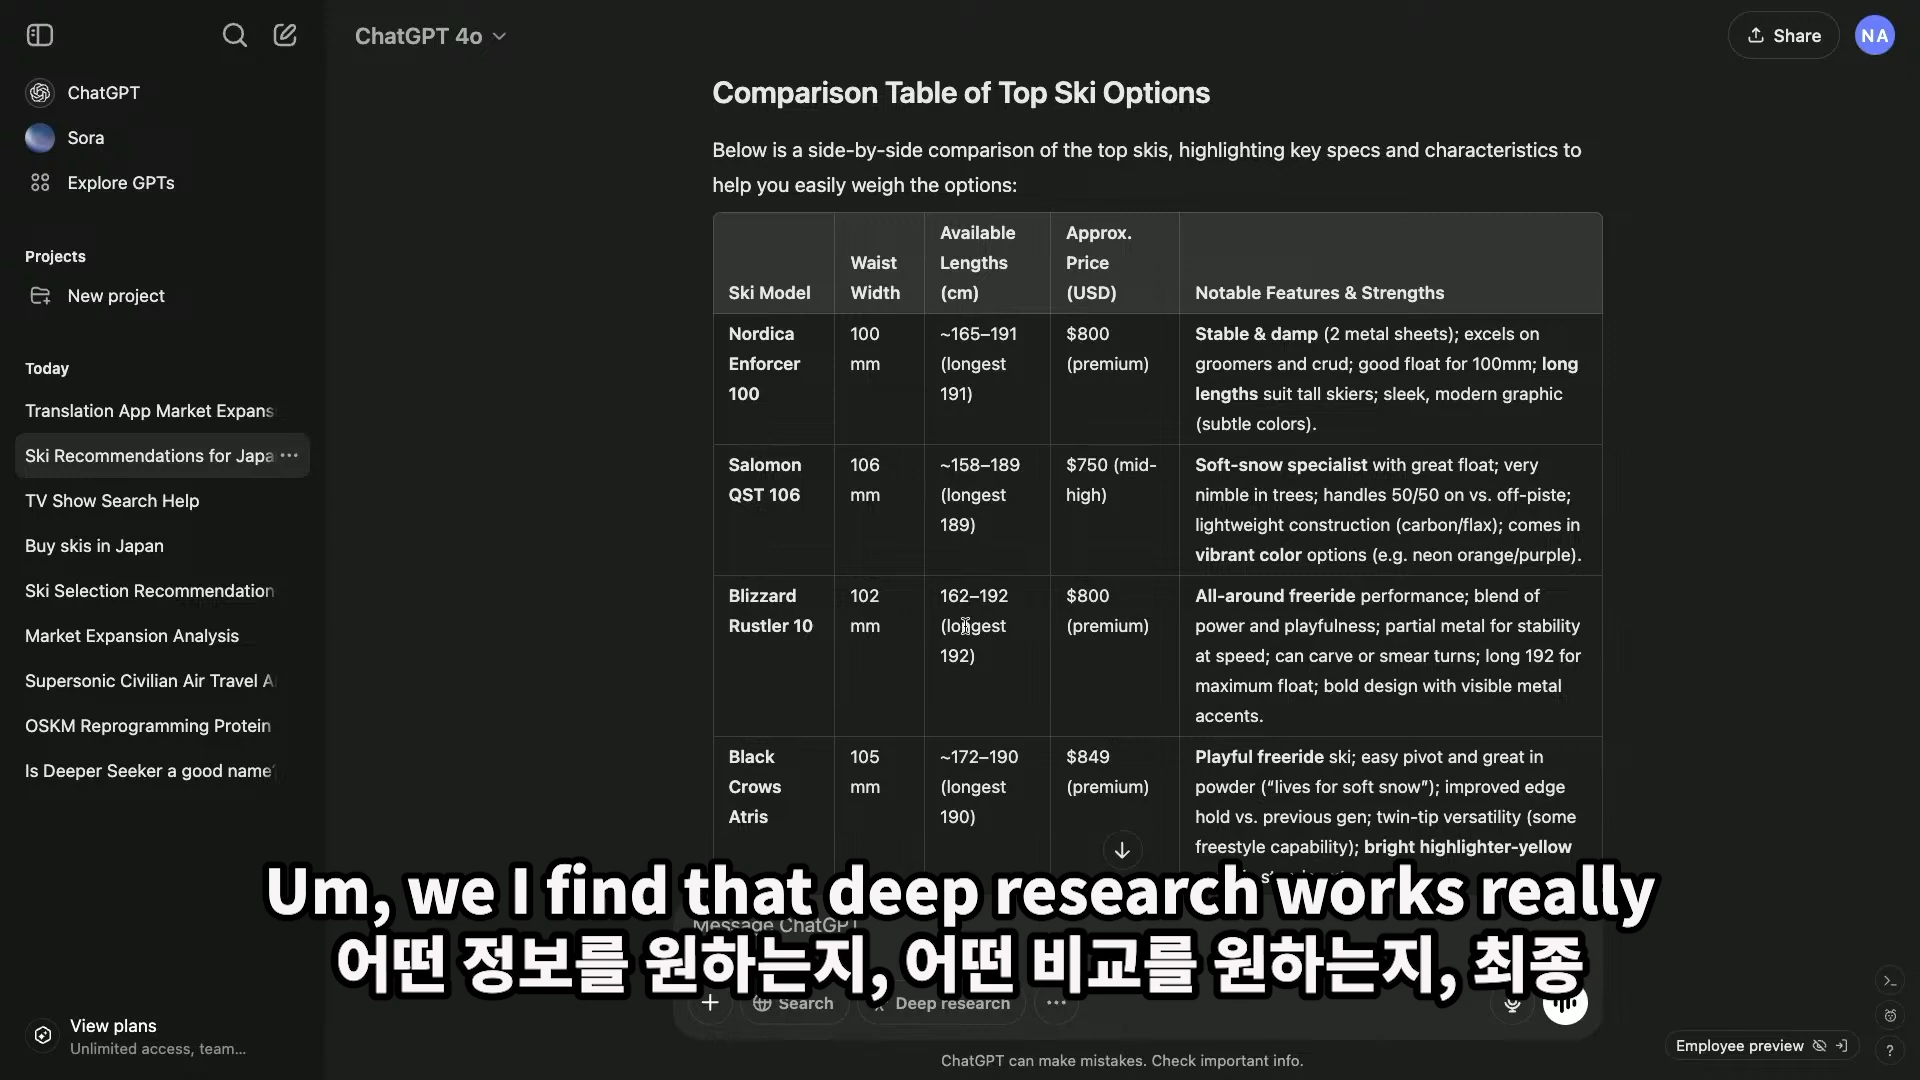 ChatGPT 4o
Share
NA
ChatGPT
Sora
Explore GPTs
Projects
New project
Today
Translation App Market Expans
Ski Recommendations for Japa
TV Show Search Help
Buy skis in Japan
Ski Selection Recommendation
Market Expansion Analysis
Supersonic Civilian Air Travel A
OSKM Reprogramming Protein
Is Deeper Seeker a good name
View plans
Unlimited access, team...
Comparison Table of Top Ski Options
Below is a side-by-side comparison of the top skis, highlighting key specs and characteristics to
help you easily weigh the options:
Ski Model
Waist
Width
Available
Lengths
(cm)
Approx.
Price
(USD)
Notable Features & Strengths
Nordica
Enforcer
100
100
mm
~165–191
(longest
191)
$800
(premium)
Stable & damp (2 metal sheets); excels on
groomers and crud; good float for 100mm; long
lengths suit tall skiers; sleek, modern graphic
(subtle colors).
Salomon
QST 106
106
mm
~158–189
(longest
189)
$750 (mid-
high)
Soft-snow specialist with great float; very
nimble in trees; handles 50/50 on vs. off-piste;
lightweight construction (carbon/flax); comes in
vibrant color options (e.g. neon orange/purple).
Blizzard
Rustler 10
102
mm
162–192
(longest
192)
$800
(premium)
All-around freeride performance; blend of
power and playfulness; partial metal for stability
at speed; can carve or smear turns; long 192 for
maximum float; bold design with visible metal
accents.
Black
Crows
Atris
105
mm
~172–190
(longest
190)
$849
(premium)
Playful freeride ski; easy pivot and great in
powder (“lives for soft snow”); improved edge
hold vs. previous gen; twin-tip versatility (some
freestyle capability); bright highlighter-yellow
Um, we I find that deep research works really
Message ChatGPT
어떤 정보를 원하는지, 어떤 비교를 원하는지, 최종
Search
Deep research
Employee preview
?
ChatGPT can make mistakes. Check important info.